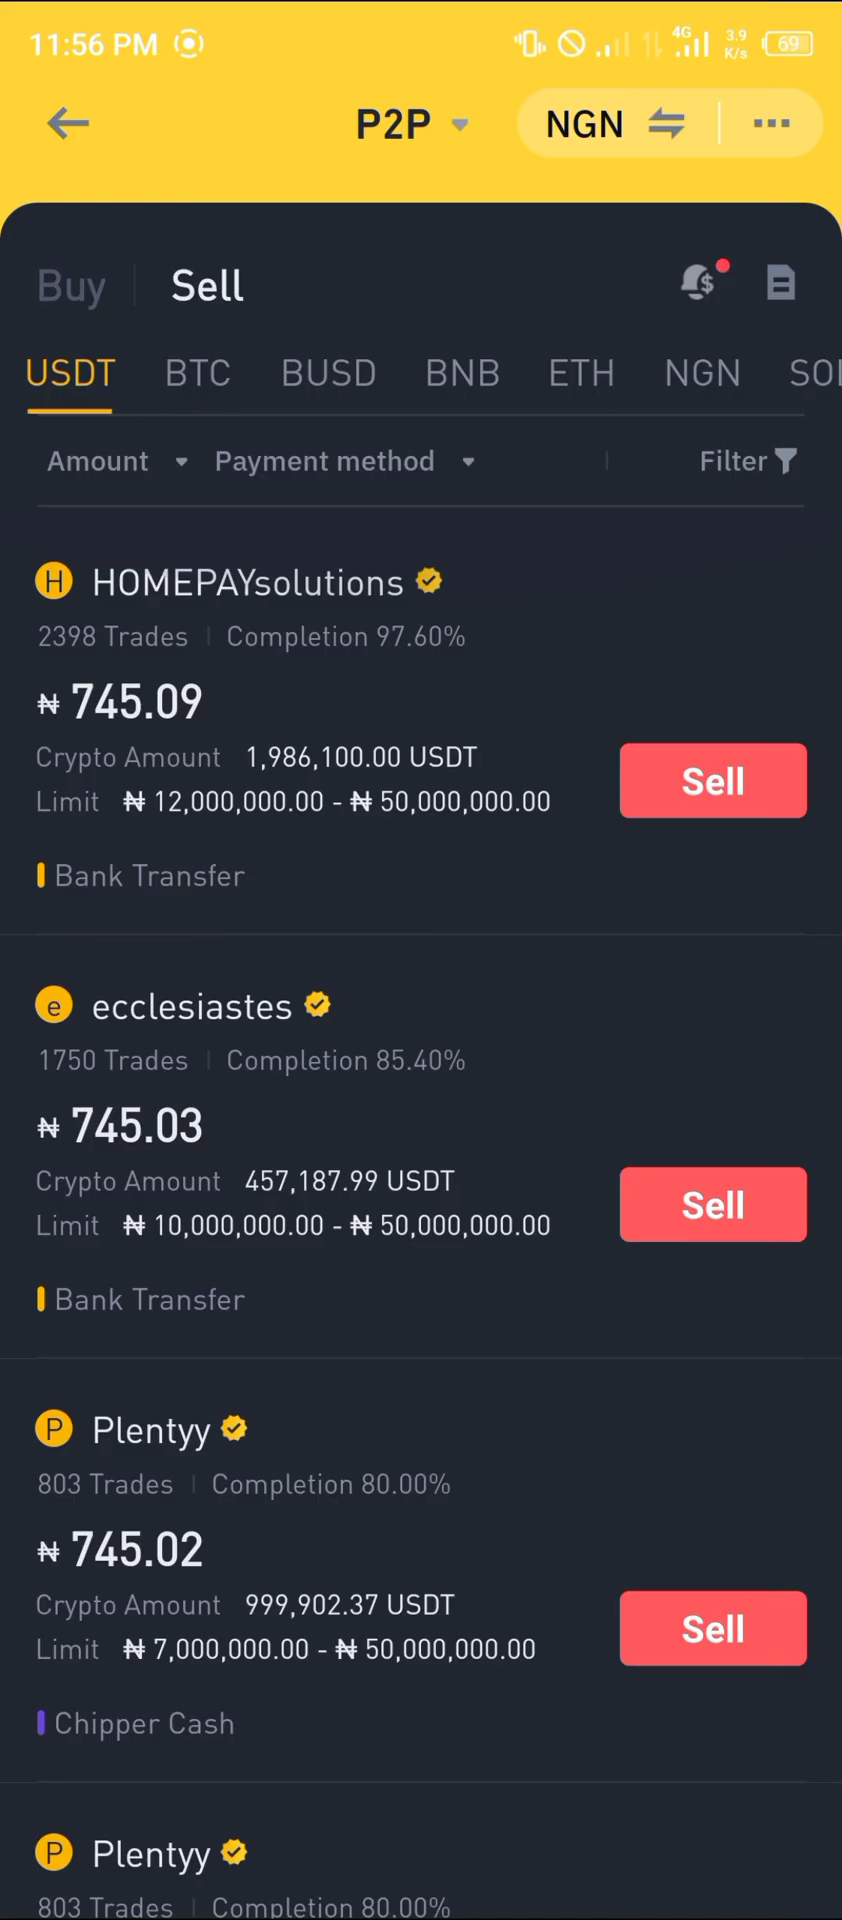 11:56 PM 4G 3.9 K/s 69
P2P NGN ...
Buy Sell
USDT BTC BUSD BNB ETH NGN SOL
Amount Payment method Filter
H HOMEPAYsolutions
2398 Trades Completion 97.60%
₦ 745.09
Crypto Amount 1,986,100.00 USDT
Limit ₦ 12,000,000.00 - ₦ 50,000,000.00
Sell
Bank Transfer
e ecclesiastes
1750 Trades Completion 85.40%
₦ 745.03
Crypto Amount 457,187.99 USDT
Limit ₦ 10,000,000.00 - ₦ 50,000,000.00
Sell
Bank Transfer
P Plentyy
803 Trades Completion 80.00%
₦ 745.02
Crypto Amount 999,902.37 USDT
Limit ₦ 7,000,000.00 - ₦ 50,000,000.00
Sell
Chipper Cash
P Plentyy
803 Trades Completion 80.00%